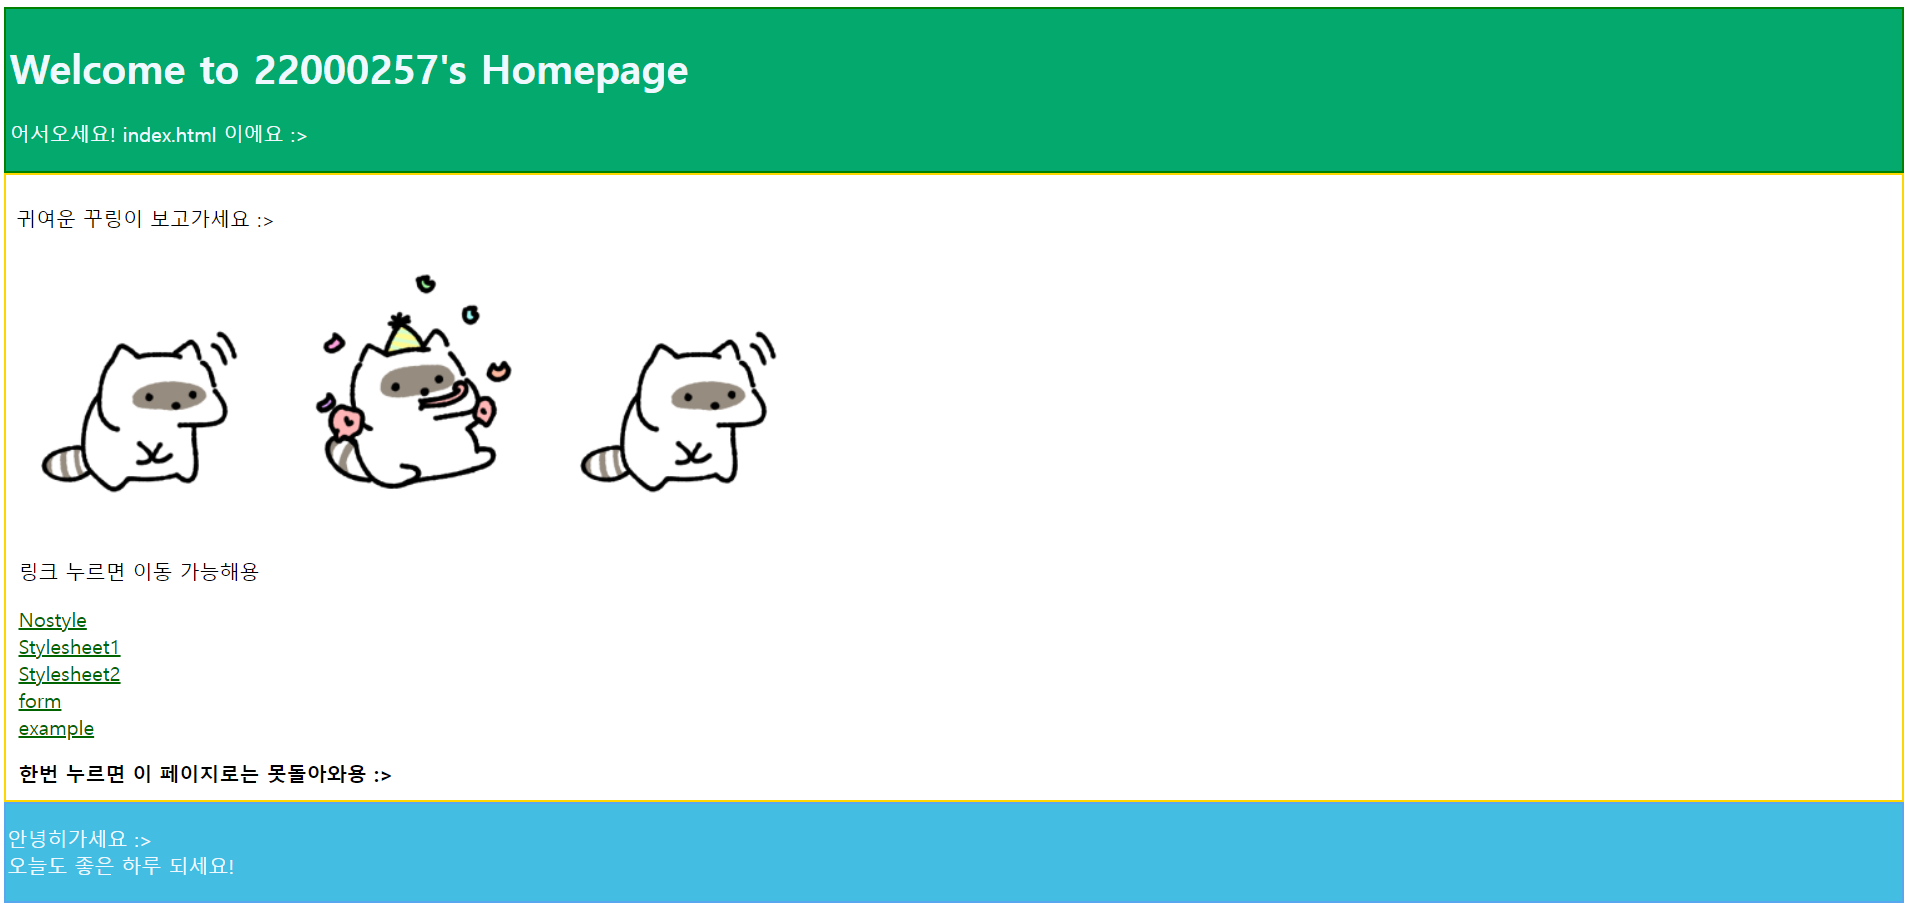 Welcome to 22000257's Homepage
어서오세요! index.html 이에요 :>
귀여운 꾸링이 보고가세요 :>
링크 누르면 이동 가능해용
Nostyle
Stylesheet1
Stylesheet2
form
example
한번 누르면 이 페이지로는 못돌아와용 :>
안녕히가세요 :>
오늘도 좋은 하루 되세요!